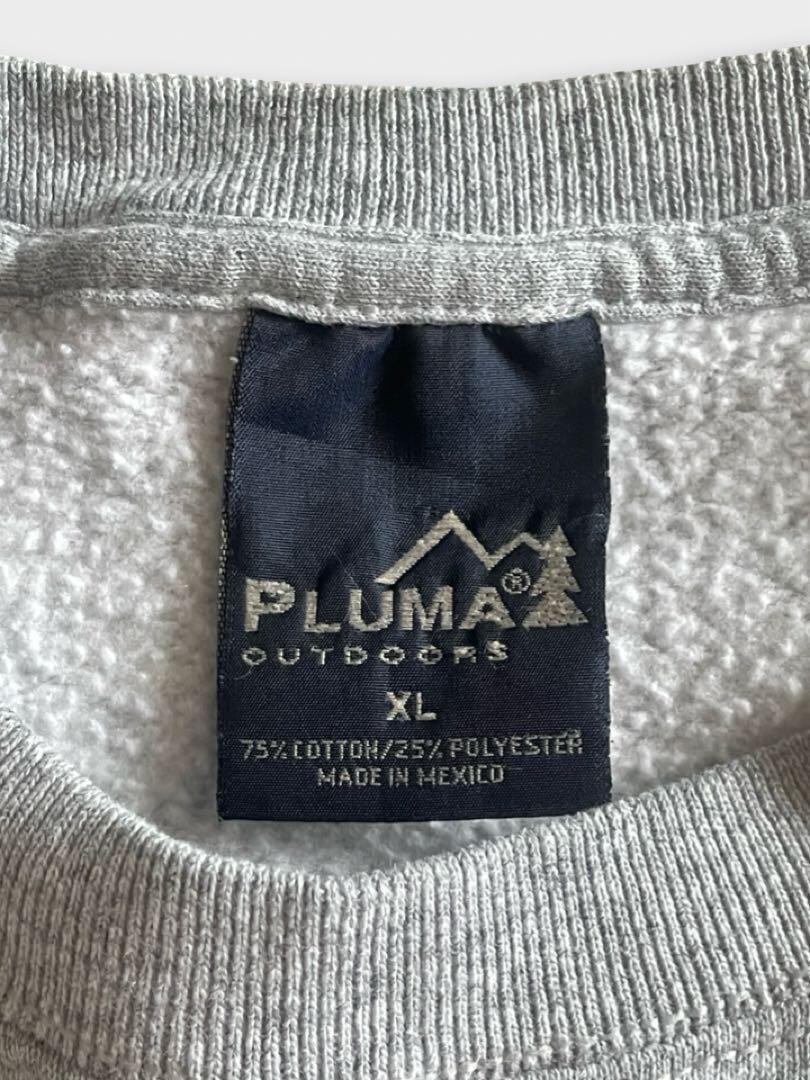 PLUMA®
OUTDOORS
XL
75% COTTON/25% POLYESTER
MADE IN MEXICO